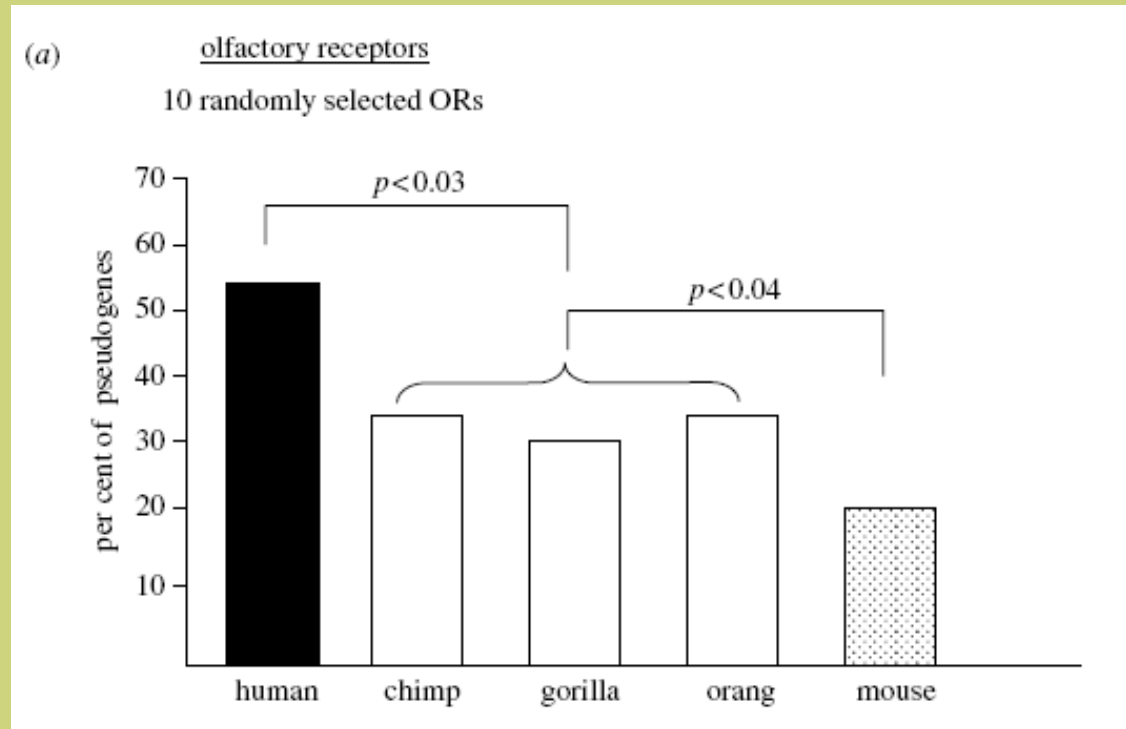 (a)
olfactory receptors
10 randomly selected ORs
per cent of pseudogenes
70
60
50
40
30
20
10
p<0.03
p<0.04
human chimp gorilla orang mouse